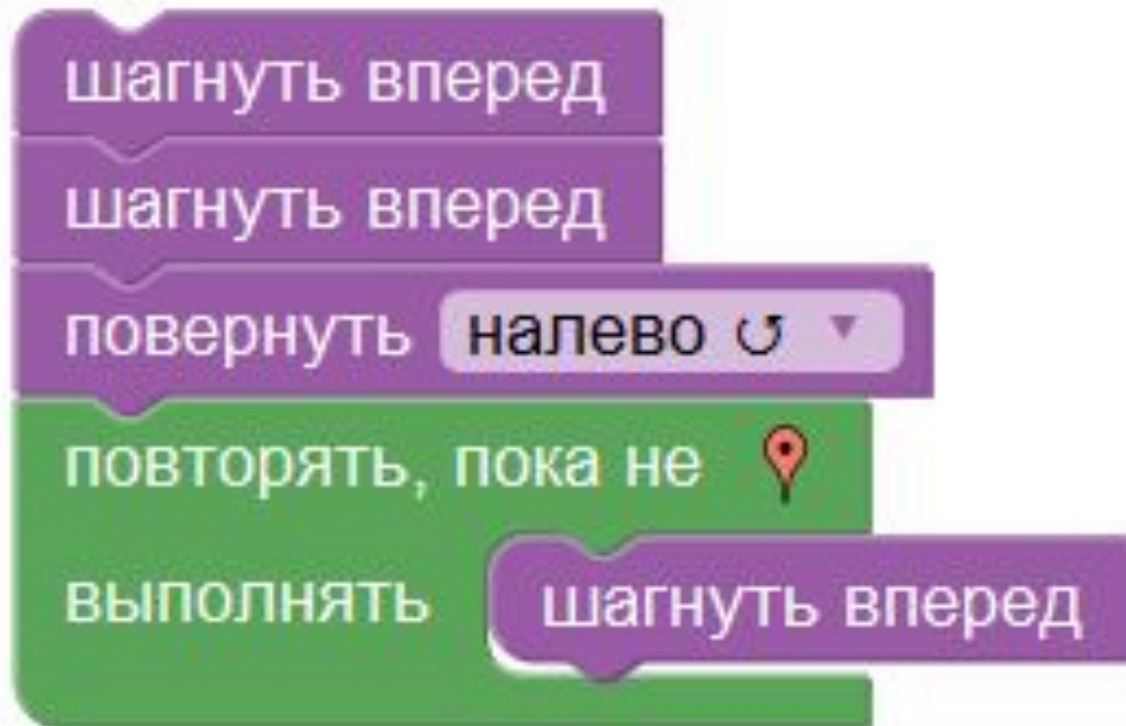 шагнуть вперед
шагнуть вперед
повернуть налево ↺
повторять, пока не
выполнять шагнуть вперед